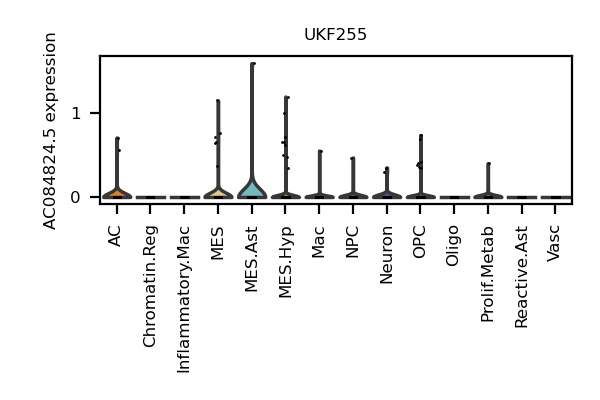 UKF255
AC084824.5 expression
1
0
AC
Chromatin.Reg
Inflammatory.Mac
MES
MES.Ast
MES.Hyp
Mac
NPC
Neuron
OPC
Oligo
Prolif.Metab
Reactive.Ast
Vasc